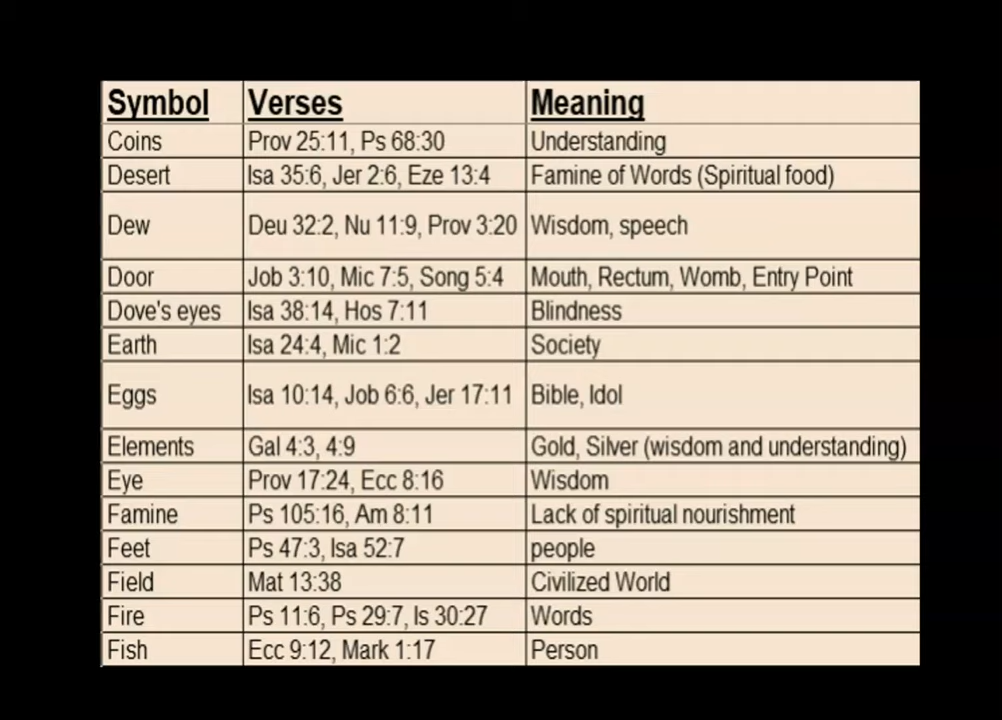 Symbol Verses Meaning
Coins Prov 25:11, Ps 68:30 Understanding
Desert Isa 35:6, Jer 2:6, Eze 13:4 Famine of Words (Spiritual food)
Dew Deu 32:2, Nu 11:9, Prov 3:20 Wisdom, speech
Door Job 3:10, Mic 7:5, Song 5:4 Mouth, Rectum, Womb, Entry Point
Dove's eyes Isa 38:14, Hos 7:11 Blindness
Earth Isa 24:4, Mic 1:2 Society
Eggs Isa 10:14, Job 6:6, Jer 17:11 Bible, Idol
Elements Gal 4:3, 4:9 Gold, Silver (wisdom and understanding)
Eye Prov 17:24, Ecc 8:16 Wisdom
Famine Ps 105:16, Am 8:11 Lack of spiritual nourishment
Feet Ps 47:3, Isa 52:7 people
Field Mat 13:38 Civilized World
Fire Ps 11:6, Ps 29:7, Is 30:27 Words
Fish Ecc 9:12, Mark 1:17 Person